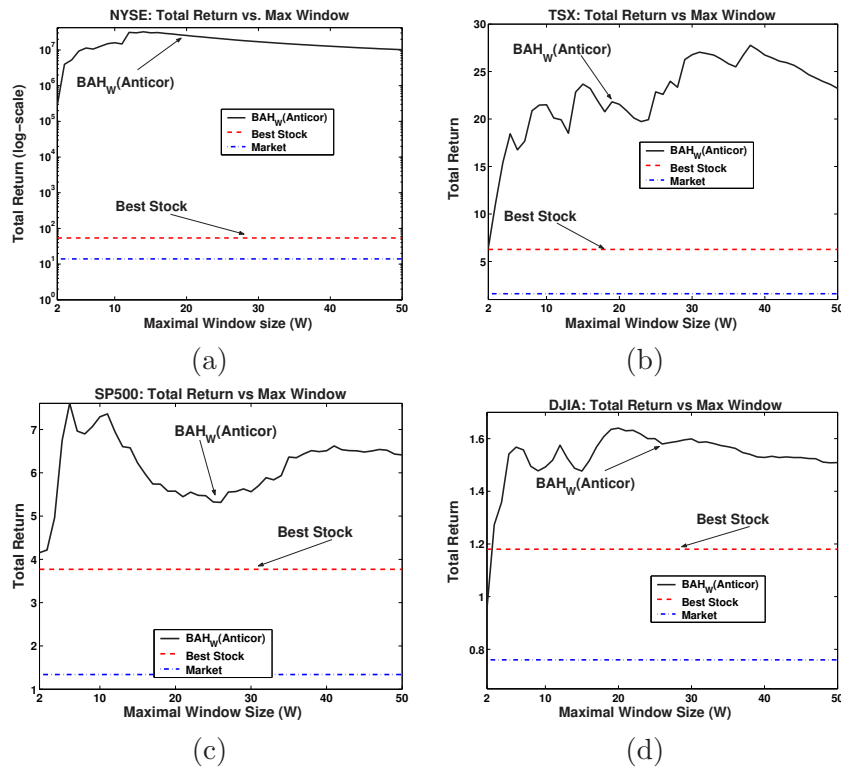 NYSE: Total Return vs. Max Window
Total Return (log−scale)
10^7
10^6
10^5
10^4
10^3
10^2
10^1
10^0
BAH_W(Anticor)
BAH_W(Anticor)
Best Stock
Market
Best Stock
2 10 20 30 40 50
Maximal Window size (W)
(a)
TSX: Total Return vs Max Window
Total Return
30
25
20
15
10
5
BAH_W(Anticor)
BAH_W(Anticor)
Best Stock
Market
Best Stock
2 10 20 30 40 50
Maximal Window Size (W)
(b)
SP500: Total Return vs Max Window
Total Return
7
6
5
4
3
2
1
BAH_W(Anticor)
Best Stock
BAH_W(Anticor)
Best Stock
Market
2 10 20 30 40 50
Maximal Window Size (W)
(c)
DJIA: Total Return vs Max Window
Total Return
1.6
1.4
1.2
1
0.8
BAH_W(Anticor)
Best Stock
BAH_W(Anticor)
Best Stock
Market
2 10 20 30 40 50
Maximal Window Size (W)
(d)